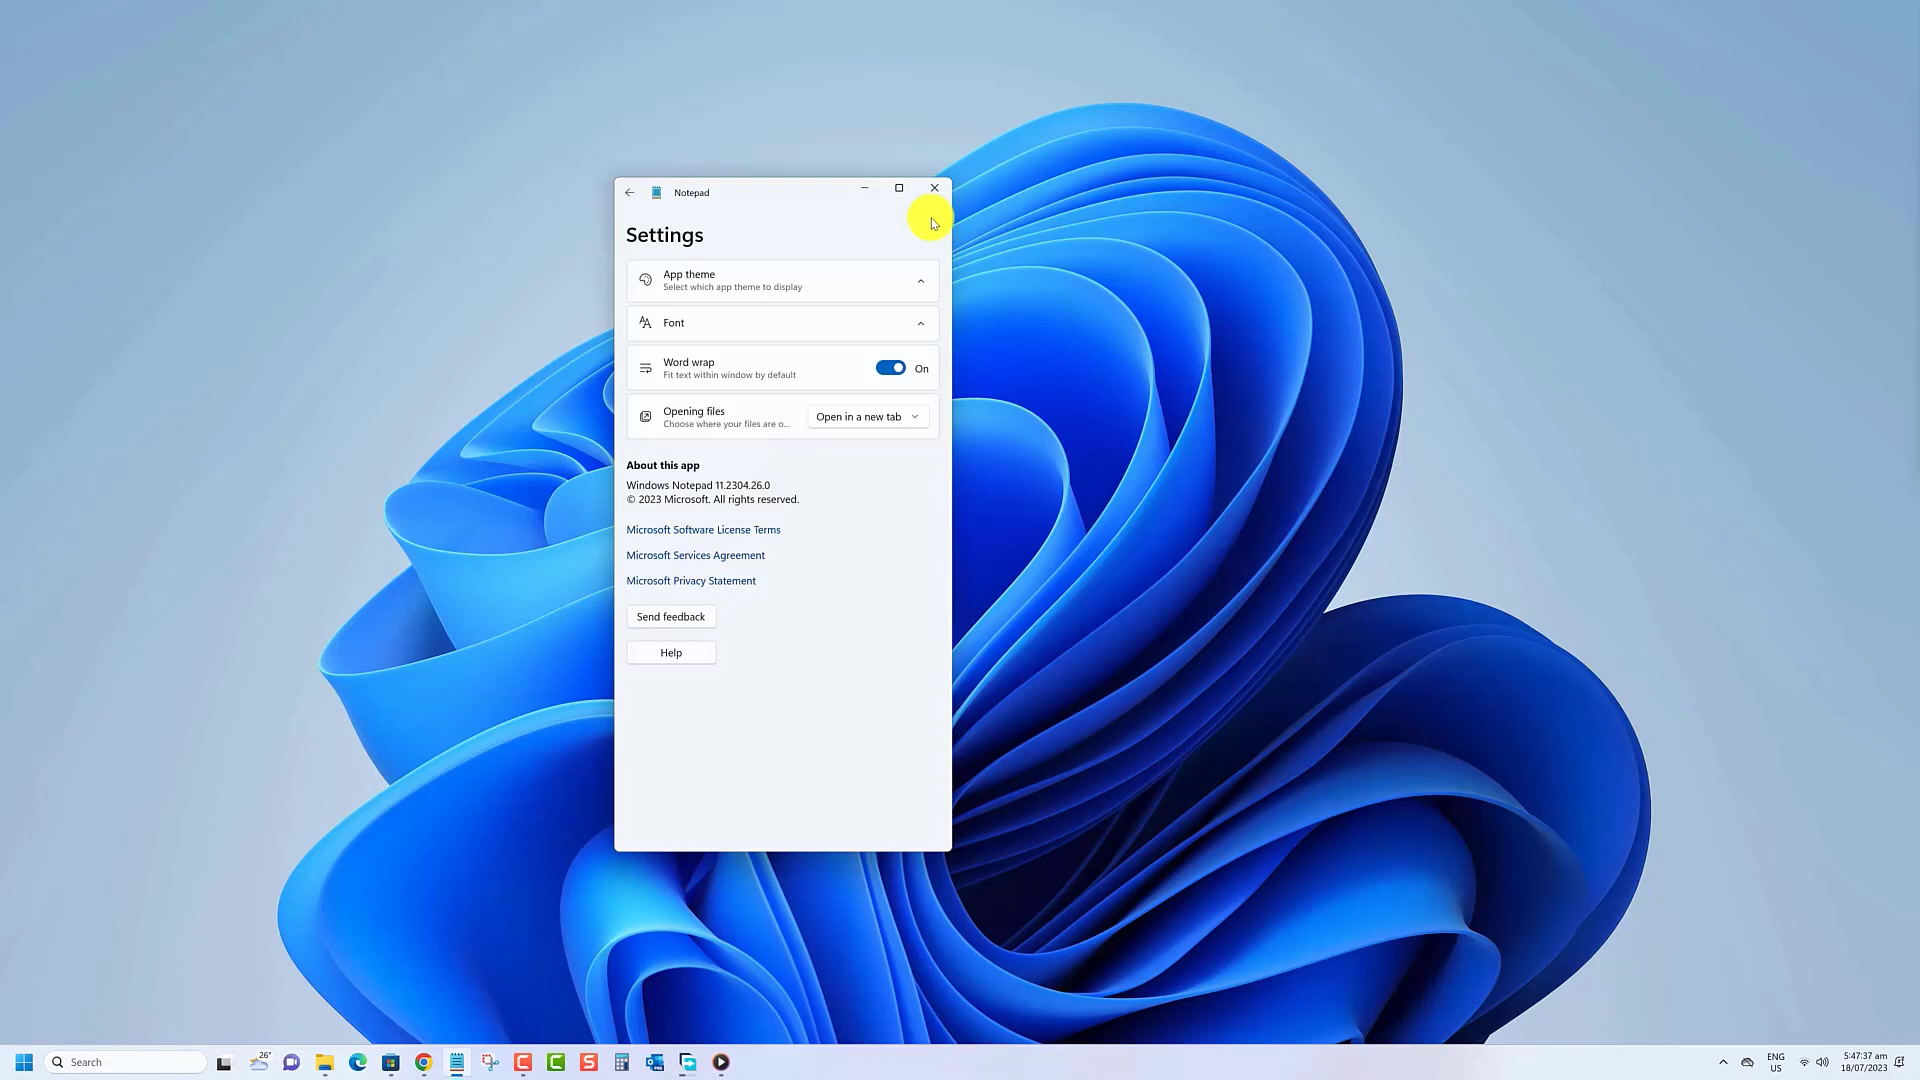 Notepad
Settings
App theme
Select which app theme to display
Font
Word wrap
Fit text within window by default
On
Opening files
Choose where your files are o...
Open in a new tab
About this app
Windows Notepad 11.2304.26.0
© 2023 Microsoft. All rights reserved.
Microsoft Software License Terms
Microsoft Services Agreement
Microsoft Privacy Statement
Send feedback
Help
Search
26°
ENG
US
5:47:37 am
18/07/2023